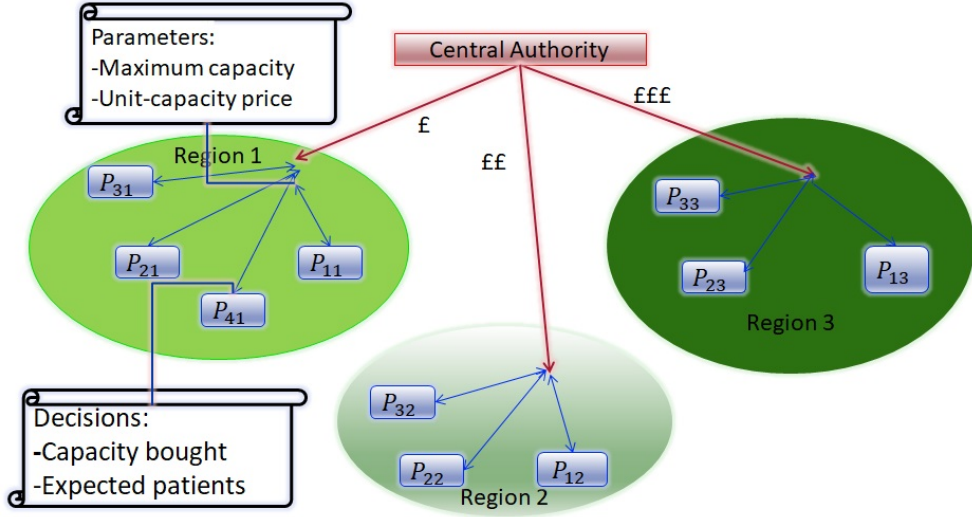 Parameters:
-Maximum capacity
-Unit-capacity price
Central Authority
£
££
£££
Region 1
P₃₁
P₂₁
P₁₁
P₄₁
P₃₃
P₂₃
P₁₃
Region 3
Decisions:
-Capacity bought
-Expected patients
P₃₂
P₂₂
P₁₂
Region 2